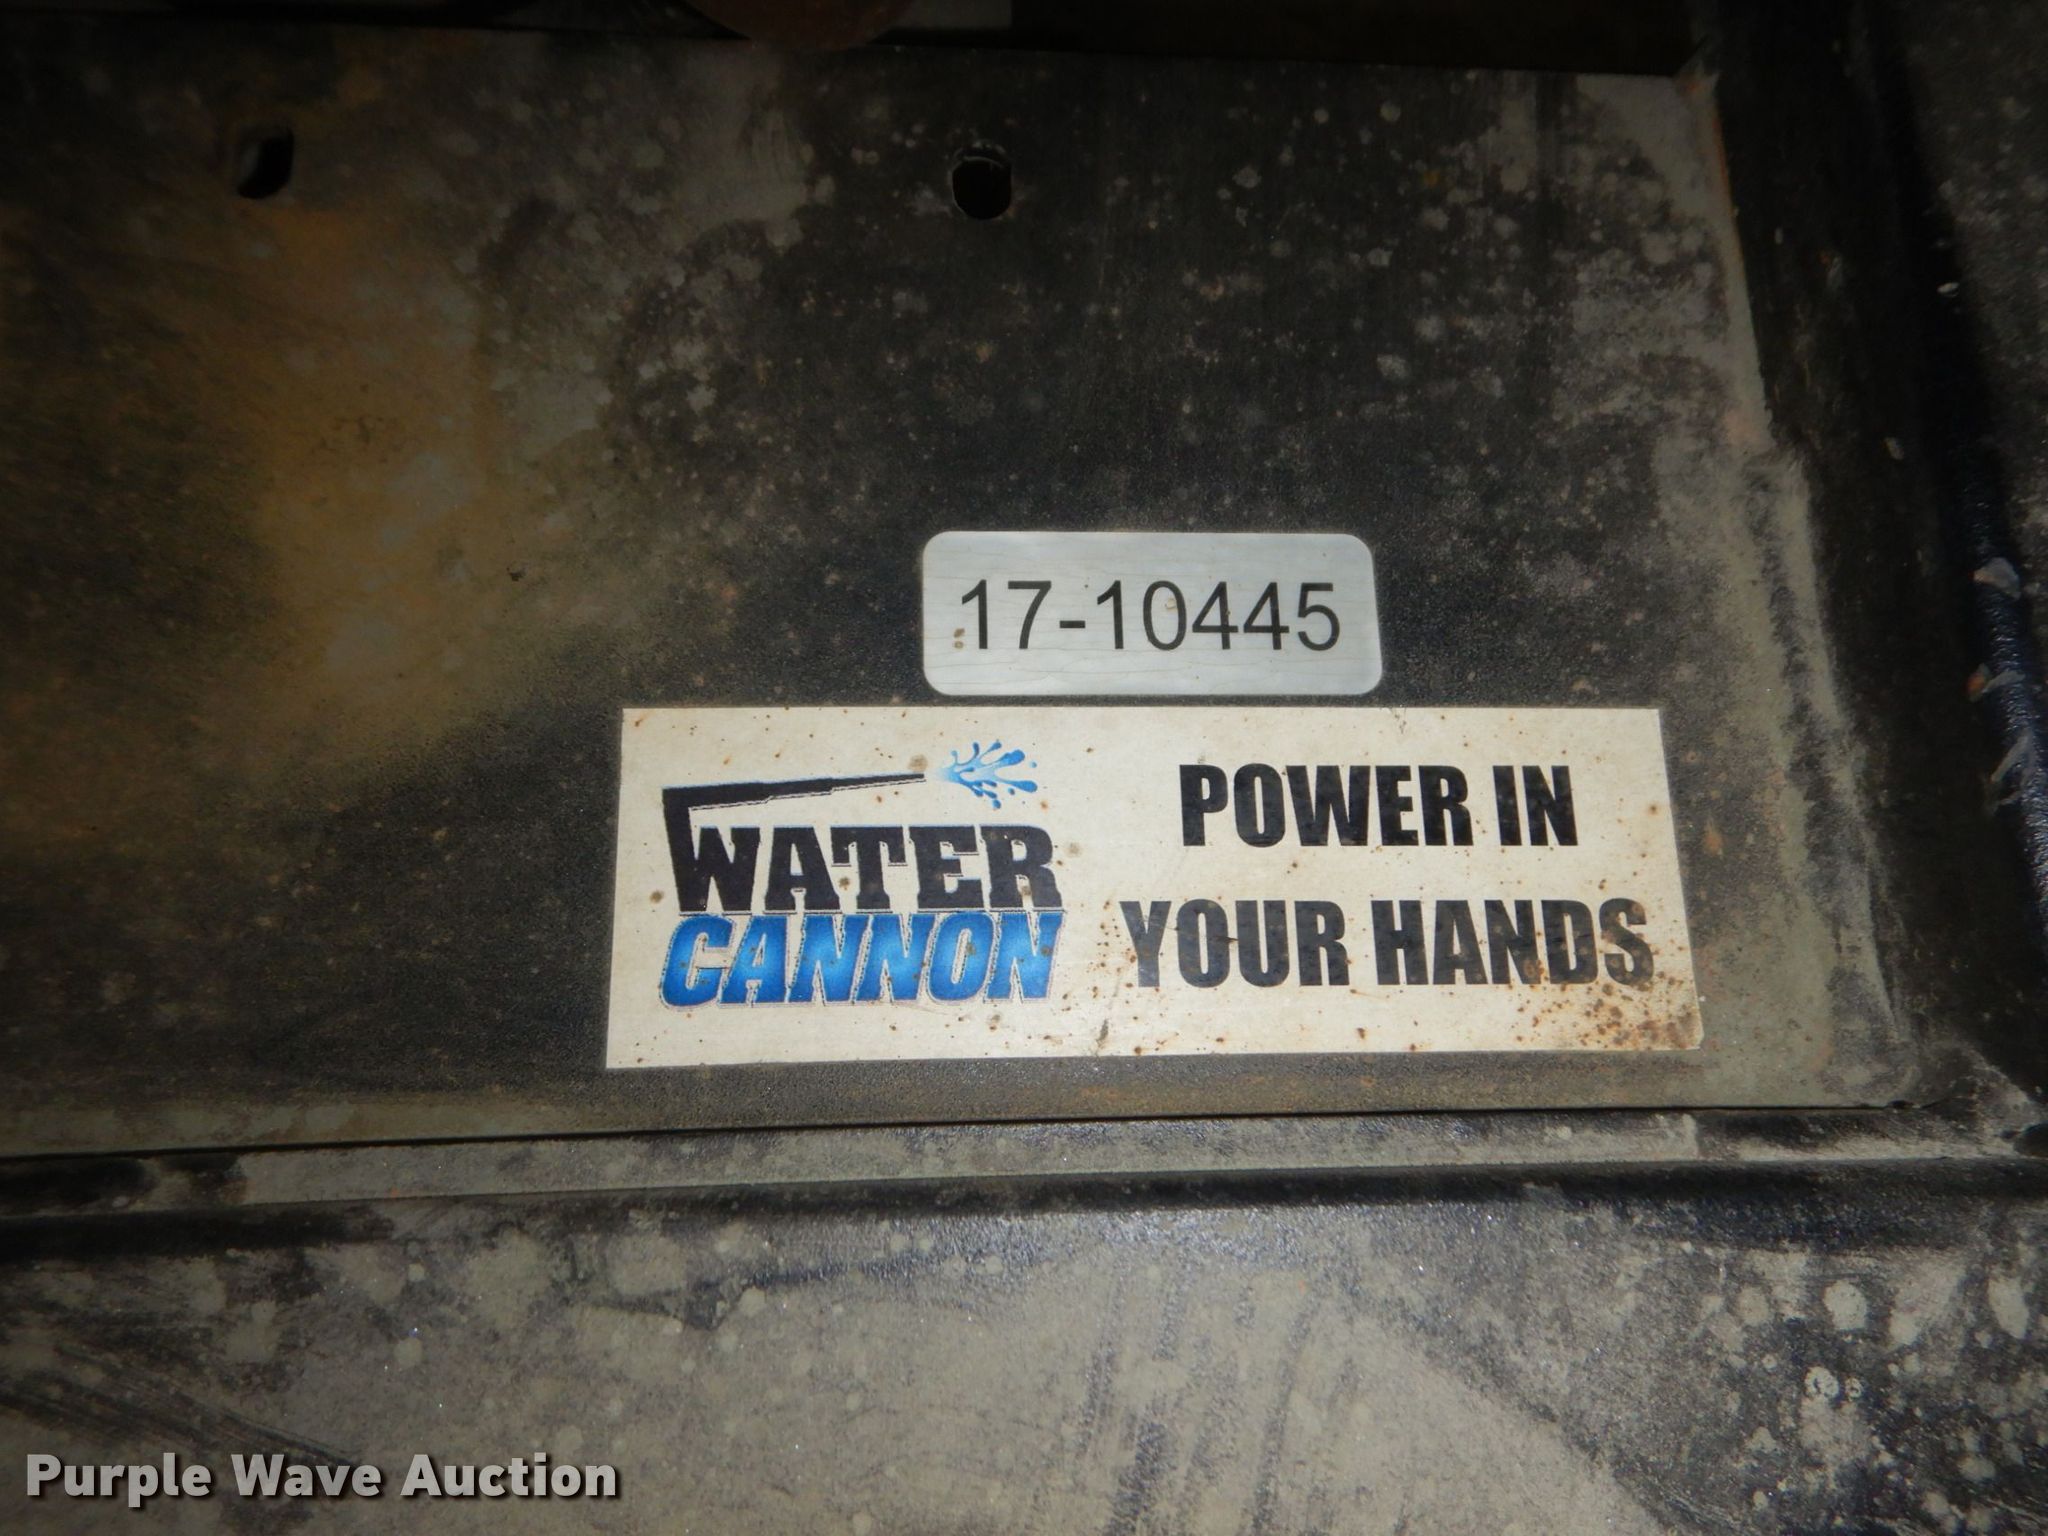 17-10445
WATER
CANNON
POWER IN
YOUR HANDS
Purple Wave Auction